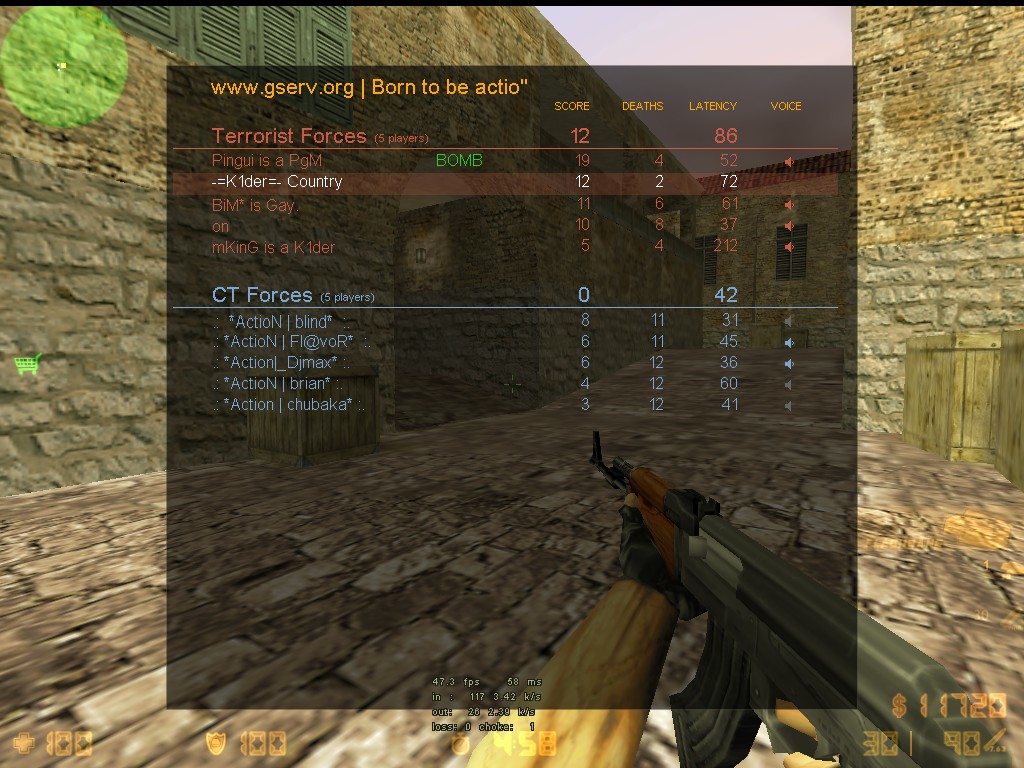 www.gserv.org | Born to be actio"
SCORE DEATHS LATENCY VOICE
Terrorist Forces (5 players) 12 86
Pingui is a PgM BOMB 19 4 52
-=K1der=- Country 12 2 72
BiM* is Gay 11 6 61
on 10 8 37
mKinG is a K1der 5 4 212
CT Forces (5 players) 0 42
.: *ActioN | blind* :. 8 11 31
.: *ActioN | Fl@voR* :. 6 11 45
.: *Action|_Djmax* :. 6 12 36
.: *ActioN | brian* :. 4 12 60
.: *Action | chubaka* :. 3 12 41
47.3 fps 58 ms
in : 117 3.42 k/s
out: 26 2.39 k/s
loss: 0 choke: 1
$ 11720
100 100 4:58 30 | 90 7.62